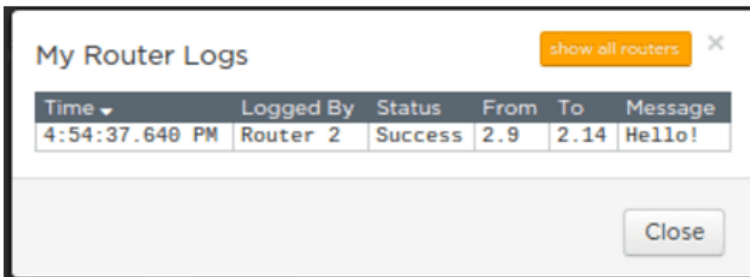 My Router Logs
show all routers ×
Time Logged By Status From To Message
4:54:37.640 PM Router 2 Success 2.9 2.14 Hello!
Close